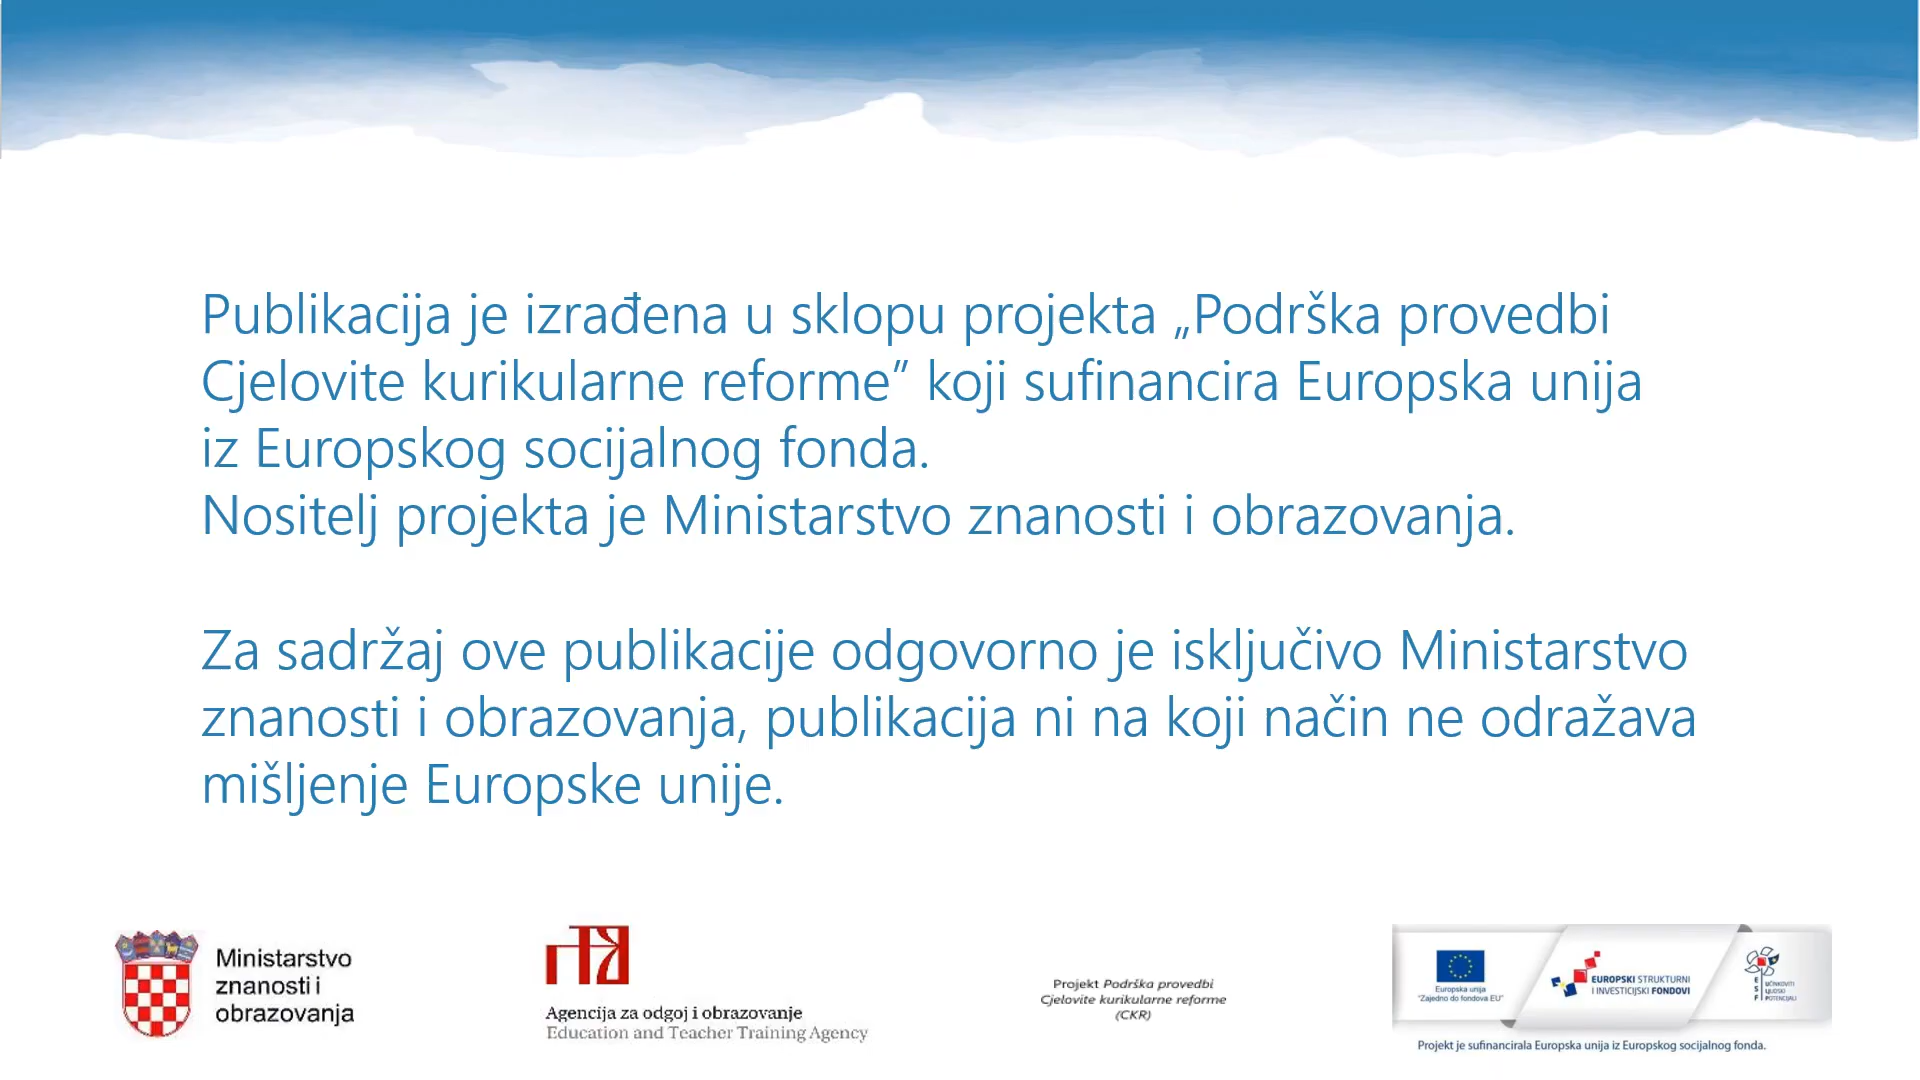 Publikacija je izrađena u sklopu projekta „Podrška provedbi
Cjelovite kurikularne reforme” koji sufinancira Europska unija
iz Europskog socijalnog fonda.
Nositelj projekta je Ministarstvo znanosti i obrazovanja.
Za sadržaj ove publikacije odgovorno je isključivo Ministarstvo
znanosti i obrazovanja, publikacija ni na koji način ne odražava
mišljenje Europske unije.
Ministarstvo
znanosti i
obrazovanja
Agencija za odgoj i obrazovanje
Education and Teacher Training Agency
Projekt Podrška provedbi
Cjelovite kurikularne reforme
(CKR)
Europska unija
"Zajedno do fondova EU"
EUROPSKI STRUKTURNI
I INVESTICIJSKI FONDOVI
ESF
UČINKOVITI
LJUDSKI
POTENCIJALI
Projekt je sufinancirala Europska unija iz Europskog socijalnog fonda.